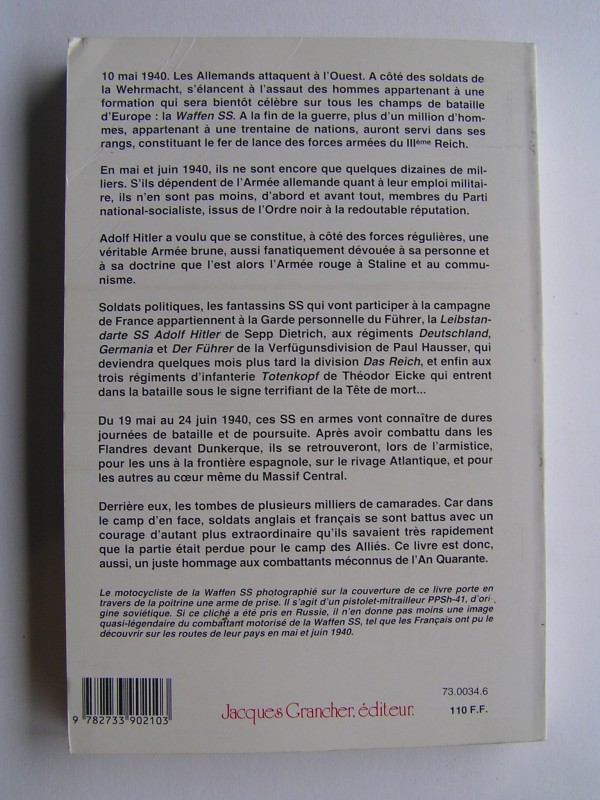 10 mai 1940. Les Allemands attaquent à l'Ouest. A côté des soldats de
la Wehrmacht, s'élancent à l'assaut des hommes appartenant à une
formation qui sera bientôt célèbre sur tous les champs de bataille
d'Europe : la Waffen SS. A la fin de la guerre, plus d'un million d'hom-
mes, appartenant à une trentaine de nations, auront servi dans ses
rangs, constituant le fer de lance des forces armées du IIIème Reich.
En mai et juin 1940, ils ne sont encore que quelques dizaines de mil-
liers. S'ils dépendent de l'Armée allemande quant à leur emploi militai-
re, ils n'en sont pas moins, d'abord et avant tout, membres du Parti
national-socialiste, issus de l'Ordre noir à la redoutable réputation.
Adolf Hitler a voulu que se constitue, à côté des forces régulières, une
véritable Armée brune, aussi fanatiquement dévouée à sa personne et
à sa doctrine que l'est alors l'Armée rouge à Staline et au commu-
nisme.
Soldats politiques, les fantassins SS qui vont participer à la campagne
de France appartiennent à la Garde personnelle du Führer, la Leibstan-
darte SS Adolf Hitler de Sepp Dietrich, aux régiments Deutschland,
Germania et Der Führer de la Verfügunsdivision de Paul Hausser, qui
deviendra quelques mois plus tard la division Das Reich, et enfin aux
trois régiments d'infanterie Totenkopf de Théodor Eicke qui entrent
dans la bataille sous le signe terrifiant de la Tête de mort...
Du 19 mai au 24 juin 1940, ces SS en armes vont connaître de dures
journées de bataille et de poursuite. Après avoir combattu dans les
Flandres devant Dunkerque, ils se retrouveront, lors de l'armistice,
pour les uns à la frontière espagnole, sur le rivage Atlantique, et pour
les autres au cœur même du Massif Central.
Derrière eux, les tombes de plusieurs milliers de camarades. Car dans
le camp d'en face, soldats anglais et français se sont battus avec un
courage d'autant plus extraordinaire qu'ils savaient très rapidement
que la partie était perdue pour le camp des Alliés. Ce livre est donc,
aussi, un juste hommage aux combattants méconnus de l'An Quarante.
Le motocycliste de la Waffen SS photographié sur la couverture de ce livre porte en
travers de la poitrine une arme de prise. Il s'agit d'un pistolet-mitrailleur PPSh-41, d'ori-
gine soviétique. Si ce cliché a été pris en Russie, il n'en donne pas moins une image
quasi-légendaire du combattant motorisé de la Waffen SS, tel que les Français ont pu le
découvrir sur les routes de leur pays en mai et juin 1940.
9 782733 902103
Jacques Grancher, éditeur.
73.0034.6
110 F.F.